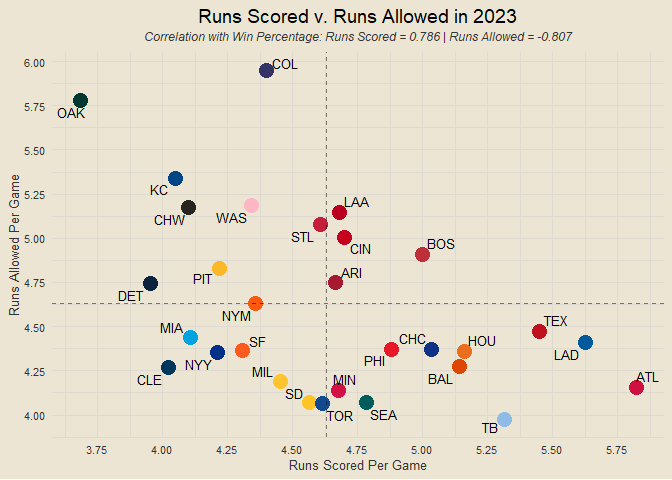 Runs Scored v. Runs Allowed in 2023
Correlation with Win Percentage: Runs Scored = 0.786 | Runs Allowed = -0.807
6.00
COL
5.75
OAK
5.50
KC
5.25
CHW
WAS
LAA
STL
CIN
5.00
BOS
Runs Allowed Per Game
PIT
ARI
4.75
DET
NYM
4.50
MIA
SF
CHC
HOU
TEX
NYY
PHI
LAD
4.25
CLE
MIL
MIN
BAL
ATL
SD
TOR
SEA
4.00
TB
3.75 4.00 4.25 4.50 4.75 5.00 5.25 5.50 5.75
Runs Scored Per Game